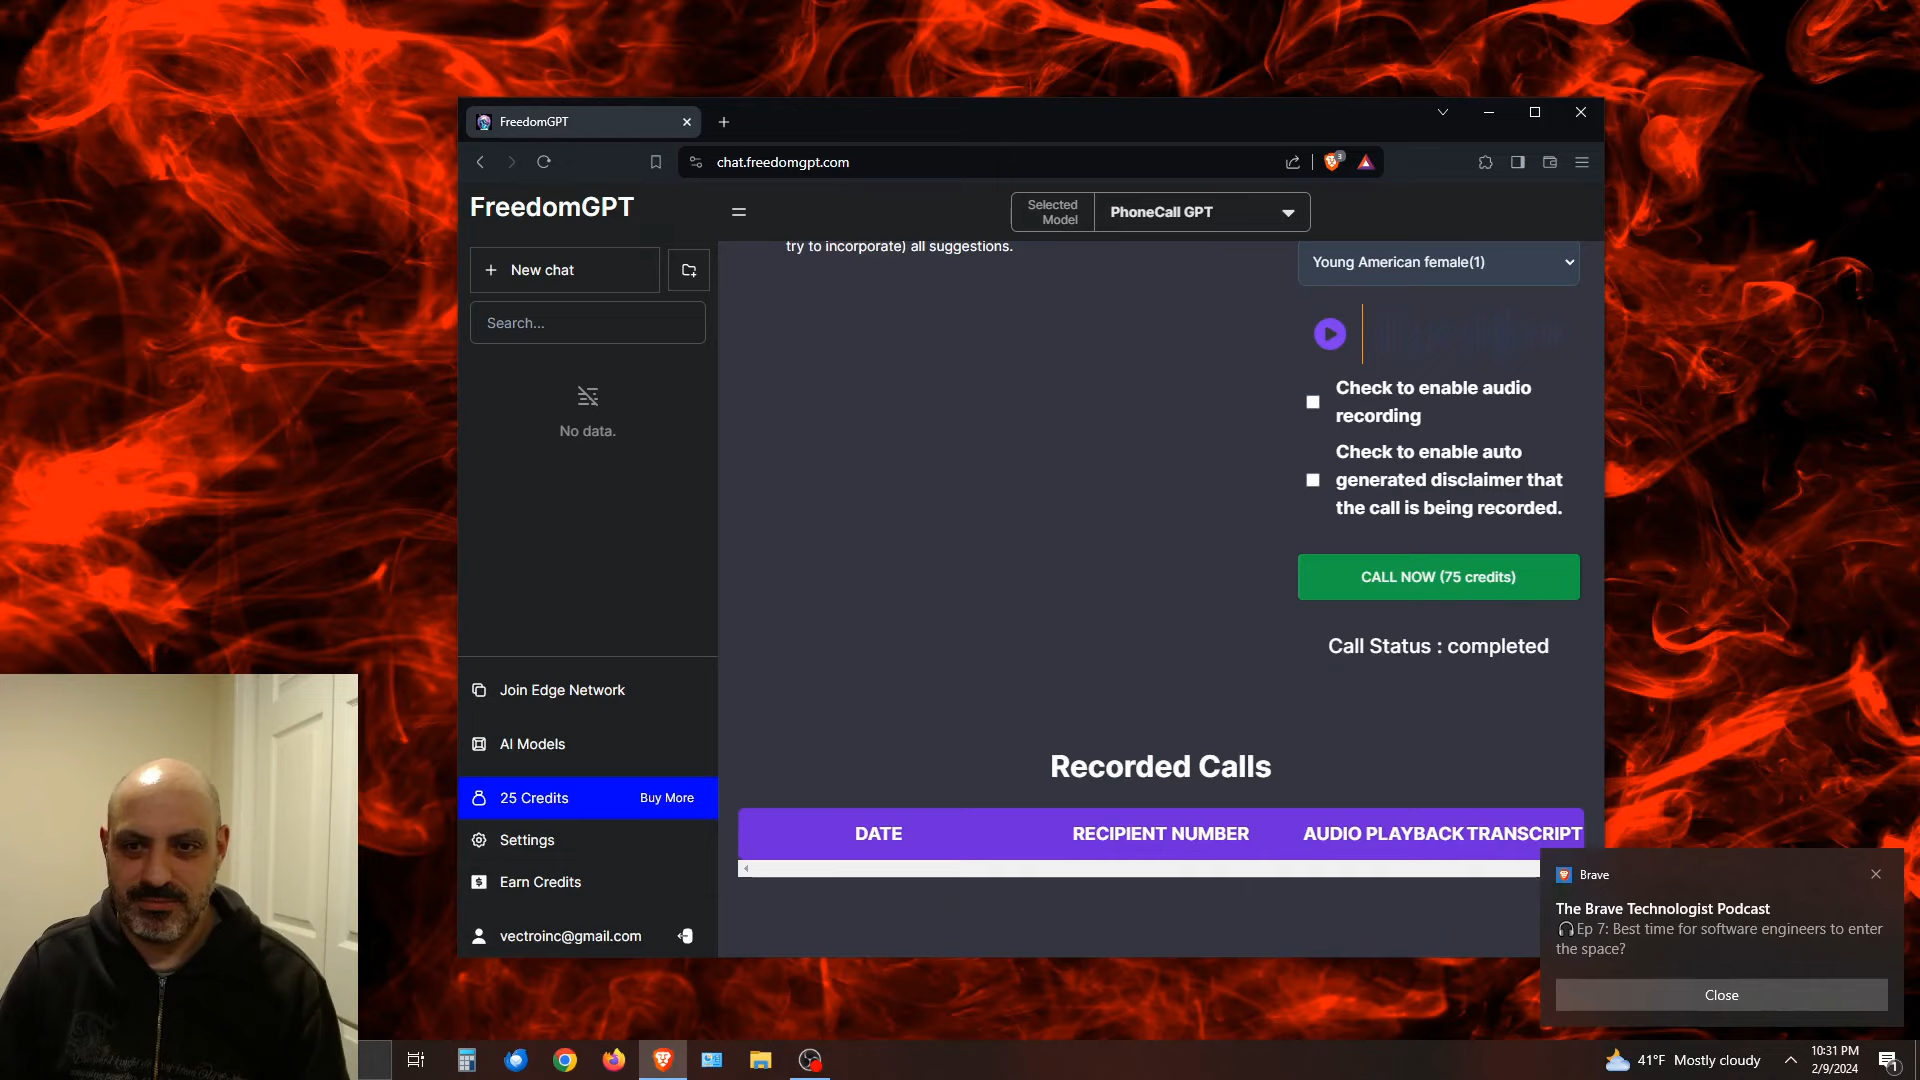 FreedomGPT
chat.freedomgpt.com
3
FreedomGPT
Selected
Model
PhoneCall GPT
New chat
Search...
No data.
try to incorporate) all suggestions.
Young American female(1)
Check to enable audio
recording
Check to enable auto
generated disclaimer that
the call is being recorded.
CALL NOW (75 credits)
Call Status : completed
Join Edge Network
AI Models
25 Credits
Buy More
Settings
Earn Credits
vectroinc@gmail.com
Recorded Calls
DATE
RECIPIENT NUMBER
AUDIO PLAYBACK
TRANSCRIPT
Brave
The Brave Technologist Podcast
Ep 7: Best time for software engineers to enter
the space?
Close
41°F Mostly cloudy
10:31 PM
2/9/2024
1